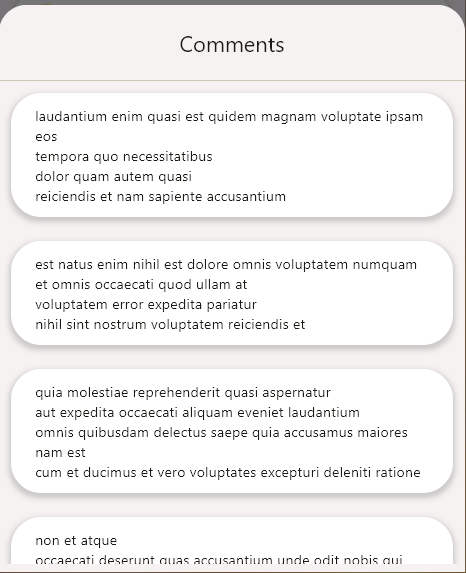 Comments
laudantium enim quasi est quidem magnam voluptate ipsam
eos
tempora quo necessitatibus
dolor quam autem quasi
reiciendis et nam sapiente accusantium
est natus enim nihil est dolore omnis voluptatem numquam
et omnis occaecati quod ullam at
voluptatem error expedita pariatur
nihil sint nostrum voluptatem reiciendis et
quia molestiae reprehenderit quasi aspernatur
aut expedita occaecati aliquam eveniet laudantium
omnis quibusdam delectus saepe quia accusamus maiores
nam est
cum et ducimus et vero voluptates excepturi deleniti ratione
non et atque
occaecati deserunt quas accusantium unde odit nobis qui